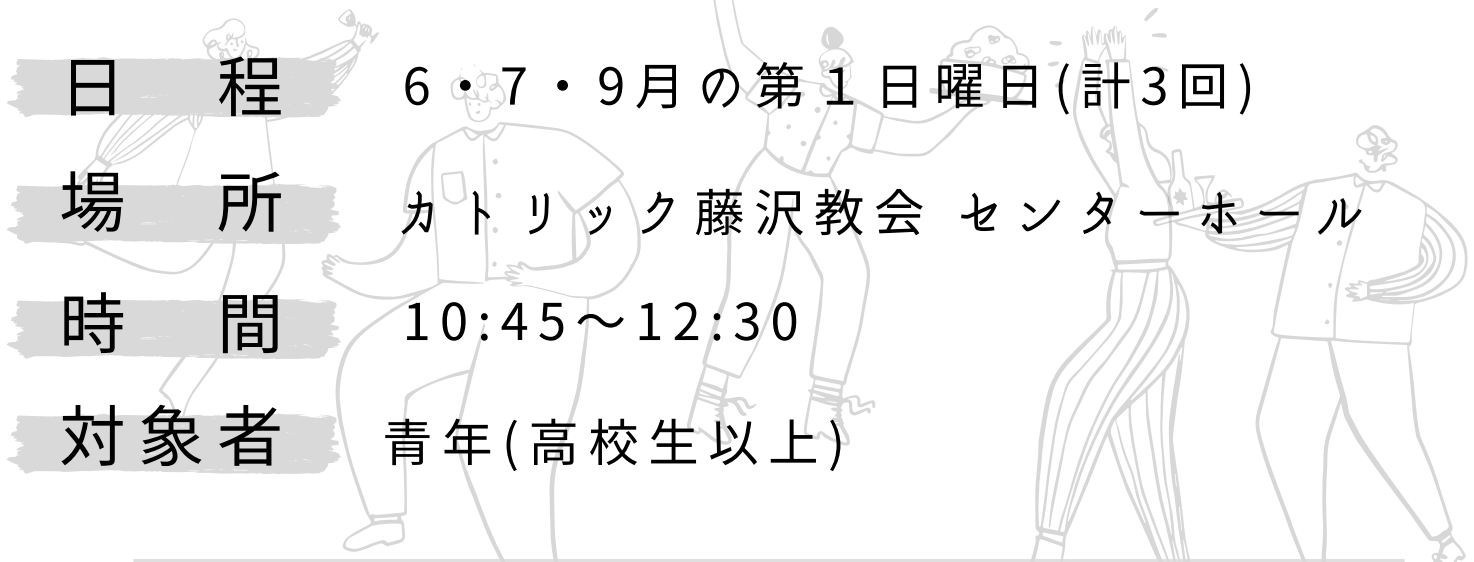 日程 6・7・9月の第1日曜日(計3回)
場所 カトリック藤沢教会 センターホール
時間 10:45～12:30
対象者 青年(高校生以上)